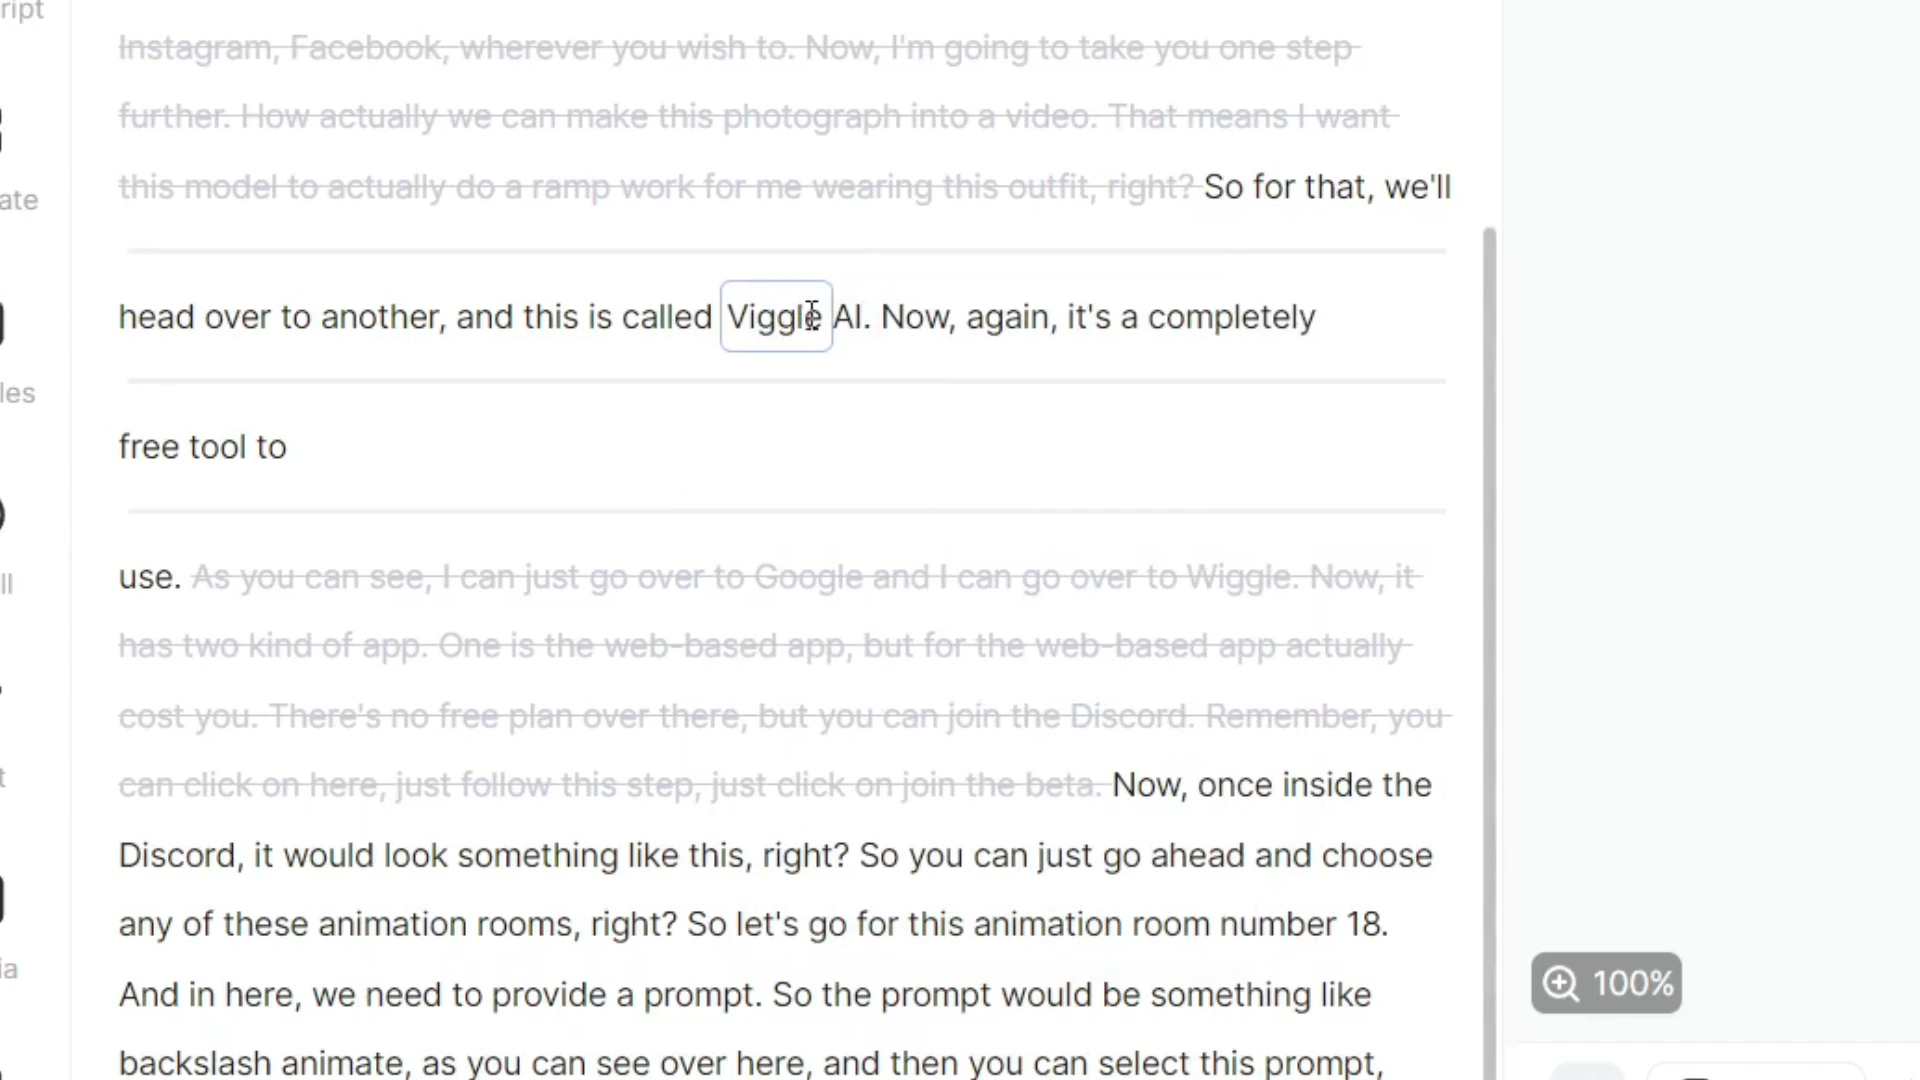 ript
Instagram, Facebook, wherever you wish to. Now, I'm going to take you one step
further. How actually we can make this photograph into a video. That means I want
this model to actually do a ramp work for me wearing this outfit, right? So for that, we'll
ate
head over to another, and this is called Viggle AI. Now, again, it's a completely
les
free tool to
use. As you can see, I can just go over to Google and I can go over to Wiggle. Now, it
ll
has two kind of app. One is the web-based app, but for the web-based app actually
cost you. There's no free plan over there, but you can join the Discord. Remember, you
t
can click on here, just follow this step, just click on join the beta. Now, once inside the
Discord, it would look something like this, right? So you can just go ahead and choose
any of these animation rooms, right? So let's go for this animation room number 18.
ia
And in here, we need to provide a prompt. So the prompt would be something like
100%
backslash animate, as you can see over here, and then you can select this prompt,